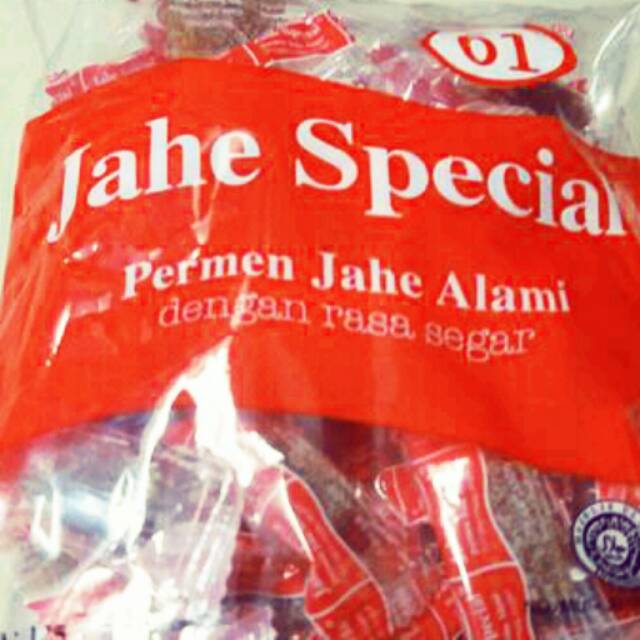 01
Jahe Special
Permen Jahe Alami
dengan rasa segar